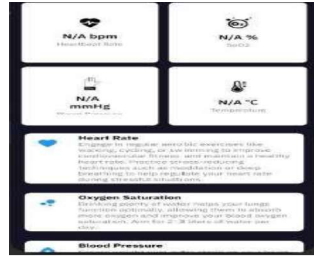 N/A bpm
Heartbeat Rate
N/A %
SpO2
N/A
mmHg
Blood Pressure
N/A °C
Temperature
Heart Rate
Engage in regular aerobic exercises like
walking, cycling, or swimming to improve
cardiovascular fitness and maintain a healthy
heart rate. Practice stress-reducing
techniques such as meditation or deep
breathing to help regulate your heart rate
during stressful situations.
Oxygen Saturation
Drinking plenty of water helps your lungs
function optimally, allowing them to absorb
more oxygen and improve your blood oxygen
saturation. Aim for 2-3 liters of water per
day.
Blood Pressure